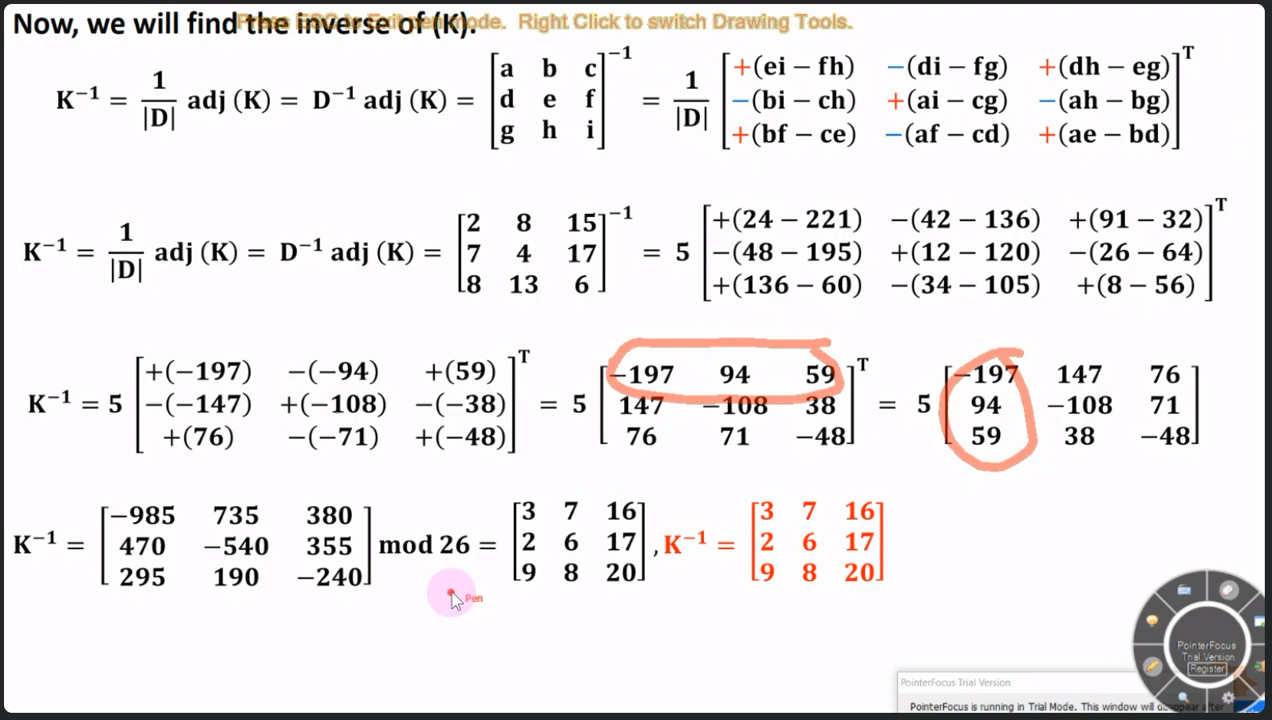 Now, we will find the inverse of (K).
Press ESC to Exit pen mode. Right Click to switch Drawing Tools.
K⁻¹ = 1/|D| adj (K) = D⁻¹ adj (K) = [a b c; d e f; g h i]⁻¹ = 1/|D| [+(ei − fh) −(di − fg) +(dh − eg); −(bi − ch) +(ai − cg) −(ah − bg); +(bf − ce) −(af − cd) +(ae − bd)]ᵀ
K⁻¹ = 1/|D| adj (K) = D⁻¹ adj (K) = [2 8 15; 7 4 17; 8 13 6]⁻¹ = 5 [+(24 − 221) −(42 − 136) +(91 − 32); −(48 − 195) +(12 − 120) −(26 − 64); +(136 − 60) −(34 − 105) +(8 − 56)]ᵀ
K⁻¹ = 5 [+(−197) −(−94) +(59); −(−147) +(−108) −(−38); +(76) −(−71) +(−48)]ᵀ = 5 [−197 94 59; 147 −108 38; 76 71 −48]ᵀ = 5 [−197 147 76; 94 −108 71; 59 38 −48]
K⁻¹ = [−985 735 380; 470 −540 355; 295 190 −240] mod 26 = [3 7 16; 2 6 17; 9 8 20], K⁻¹ = [3 7 16; 2 6 17; 9 8 20]
Pen
PointerFocus
Trial Version
Register
PointerFocus Trial Version
PointerFocus is running in Trial Mode. This window will disappear after